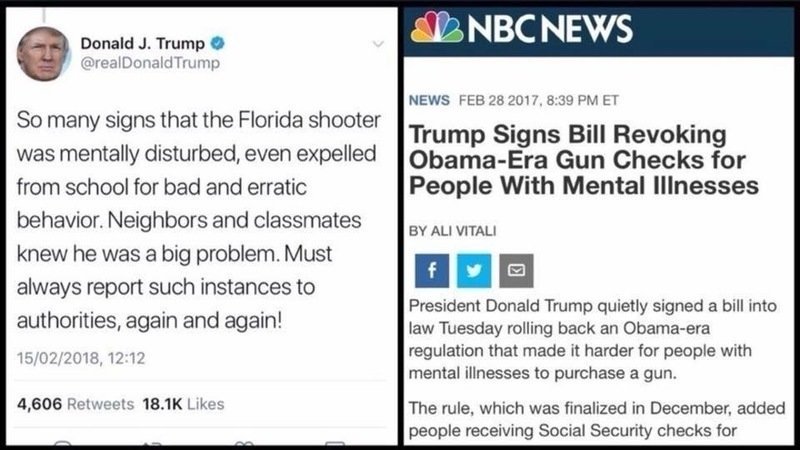 Donald J. Trump
@realDonaldTrump
So many signs that the Florida shooter
was mentally disturbed, even expelled
from school for bad and erratic
behavior. Neighbors and classmates
knew he was a big problem. Must
always report such instances to
authorities, again and again!
15/02/2018, 12:12
4,606 Retweets 18.1K Likes
NBC NEWS
NEWS FEB 28 2017, 8:39 PM ET
Trump Signs Bill Revoking
Obama-Era Gun Checks for
People With Mental Illnesses
BY ALI VITALI
f
President Donald Trump quietly signed a bill into
law Tuesday rolling back an Obama-era
regulation that made it harder for people with
mental illnesses to purchase a gun.
The rule, which was finalized in December, added
people receiving Social Security checks for